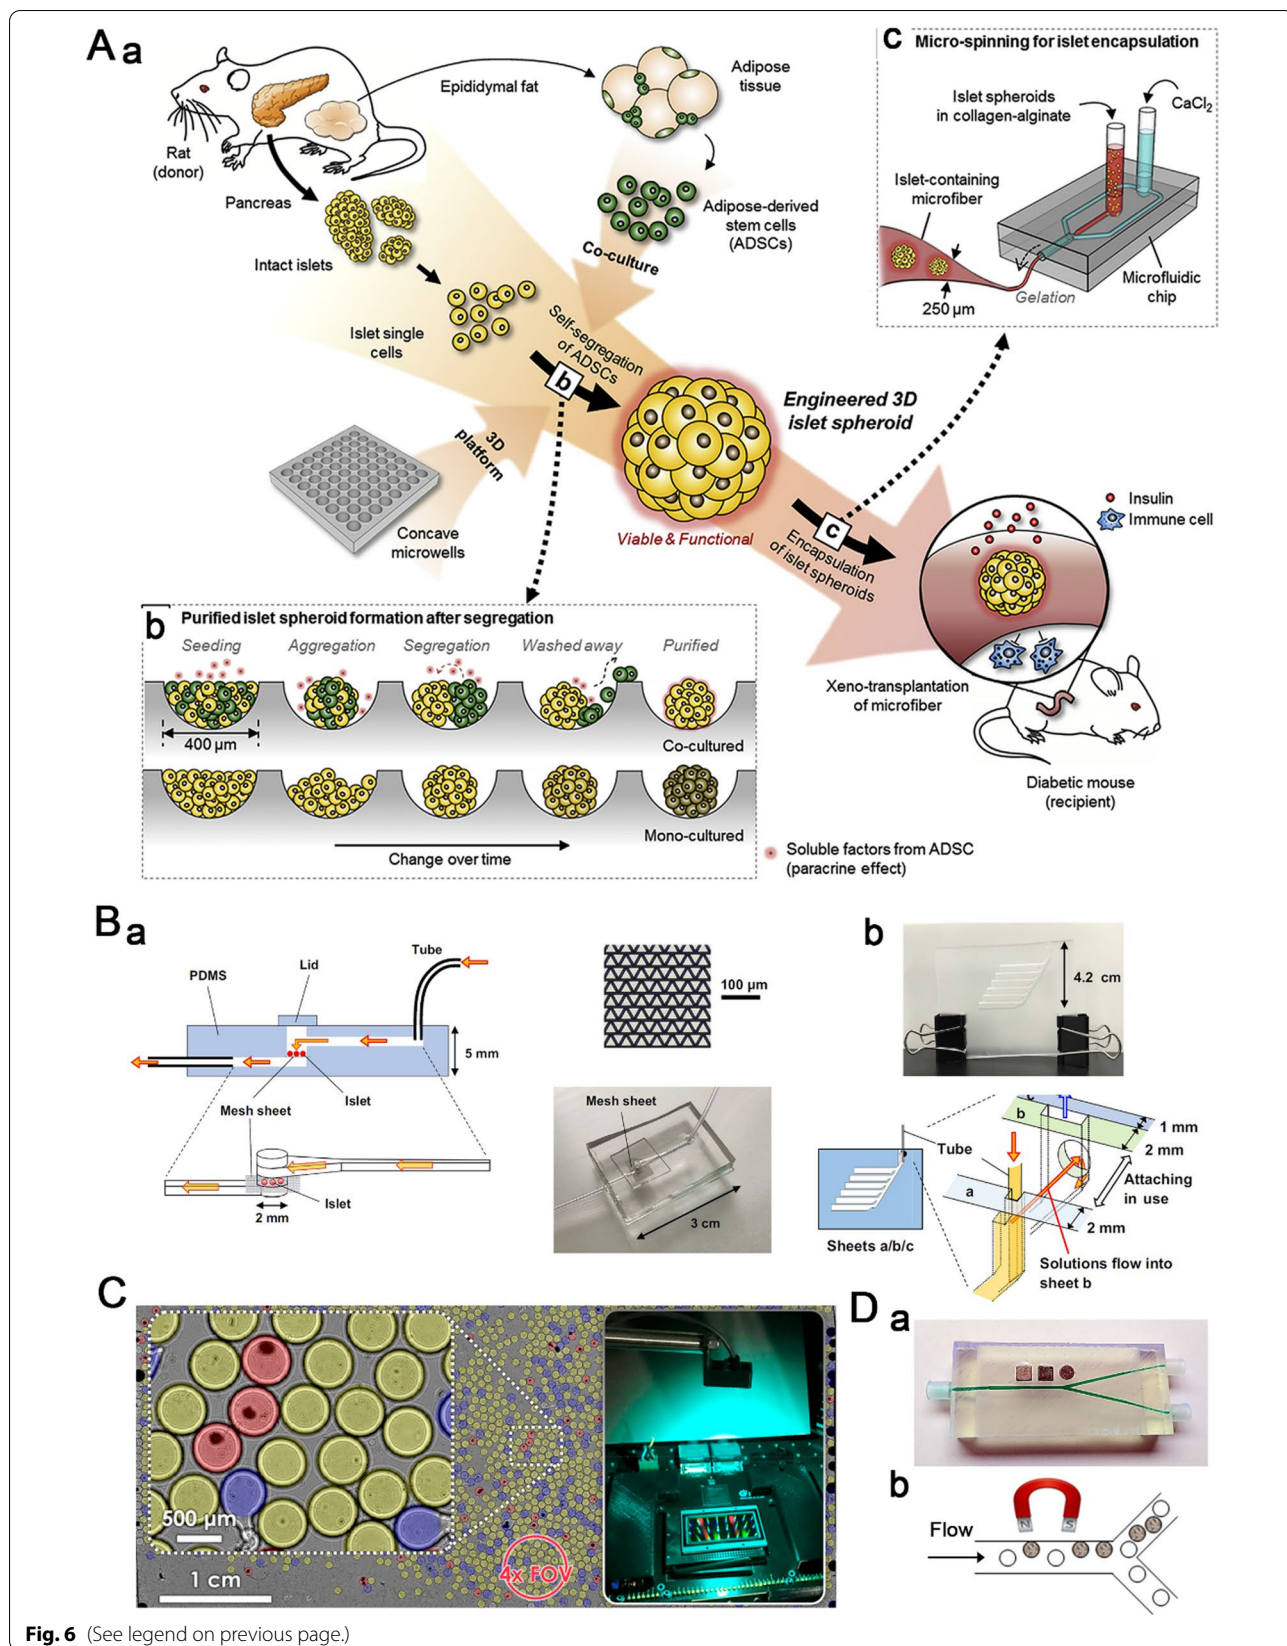 A
a
Rat
(donor)
Epididymal fat
Adipose
tissue
Pancreas
Intact islets
Adipose-derived
stem cells
(ADSCs)
Co-culture
Islet single
cells
Self-segregation
of ADSCs
b
3D
platform
Concave
microwells
Engineered 3D
islet spheroid
Viable & Functional
c
Encapsulation
of islet spheroids
Insulin
Immune cell
Xeno-transplantation
of microfiber
Diabetic mouse
(recipient)
c
Micro-spinning for islet encapsulation
Islet spheroids
in collagen-alginate
CaCl2
Islet-containing
microfiber
250 µm
Gelation
Microfluidic
chip
b
Purified islet spheroid formation after segregation
Seeding
Aggregation
Segregation
Washed away
Purified
400 µm
Co-cultured
Mono-cultured
Change over time
Soluble factors from ADSC
(paracrine effect)
B
a
PDMS
Lid
Tube
5 mm
Mesh sheet
Islet
Islet
2 mm
100 µm
Mesh sheet
3 cm
b
4.2 cm
Tube
Sheets a/b/c
c
b
a
1 mm
2 mm
Attaching
in use
2 mm
Solutions flow into
sheet b
C
500 µm
1 cm
4x FOV
D
a
b
N
S
Flow
Fig. 6 (See legend on previous page.)